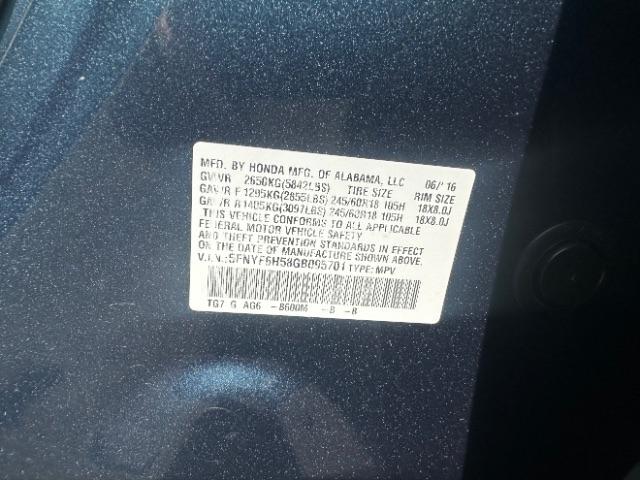 MFD. BY HONDA MFG. OF ALABAMA, LLC 06/'16
GVWR 2650KG(5842LBS) TIRE SIZE RIM SIZE
GAWR F 1295KG(2855LBS) 245/60R18 105H 18X8.0J
GAWR R 1405KG(3097LBS) 245/60R18 105H 18X8.0J
THIS VEHICLE CONFORMS TO ALL APPLICABLE
FEDERAL MOTOR VEHICLE SAFETY AND
THEFT PREVENTION STANDARDS IN EFFECT
ON THE DATE OF MANUFACTURE SHOWN ABOVE.
V.I.N.:5FNYF6H58GB095701 TYPE: MPV
TG7 G AG6 -B600M -B -B